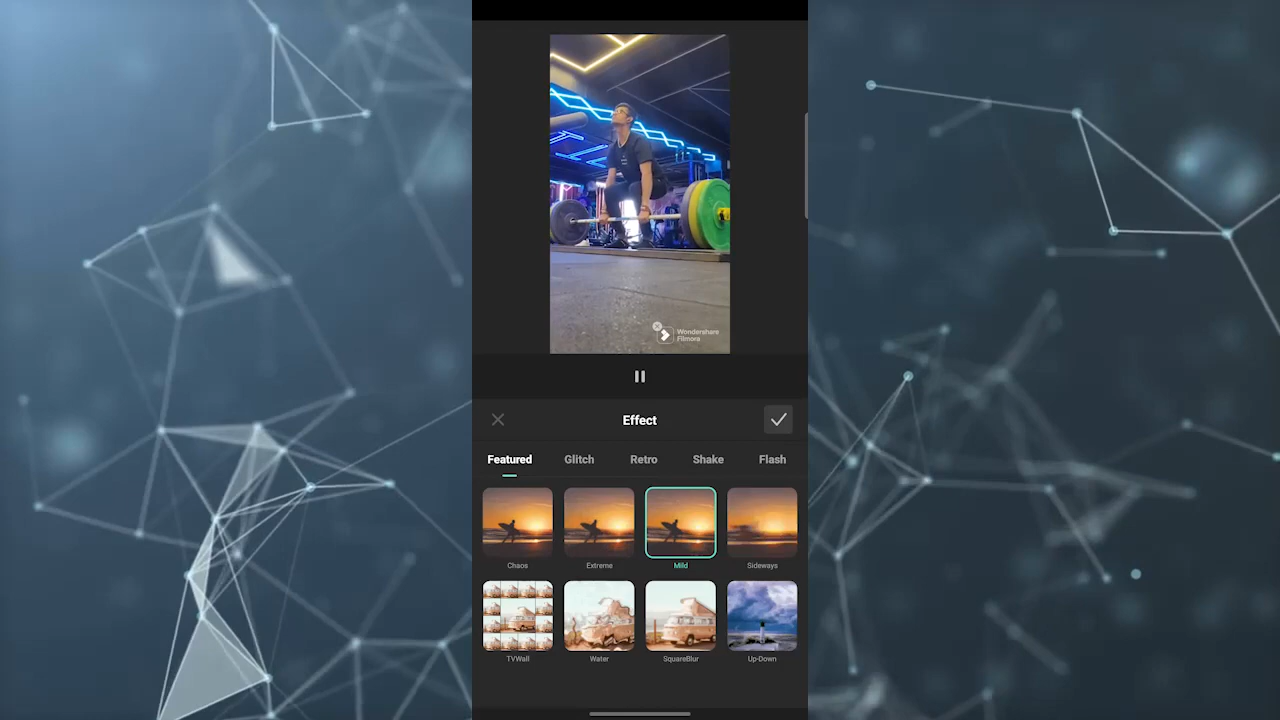 Wondershare
Filmora
Effect
Featured Glitch Retro Shake Flash
Chaos Extreme Mild Sideways
TVWall Water SquareBlur Up-Down